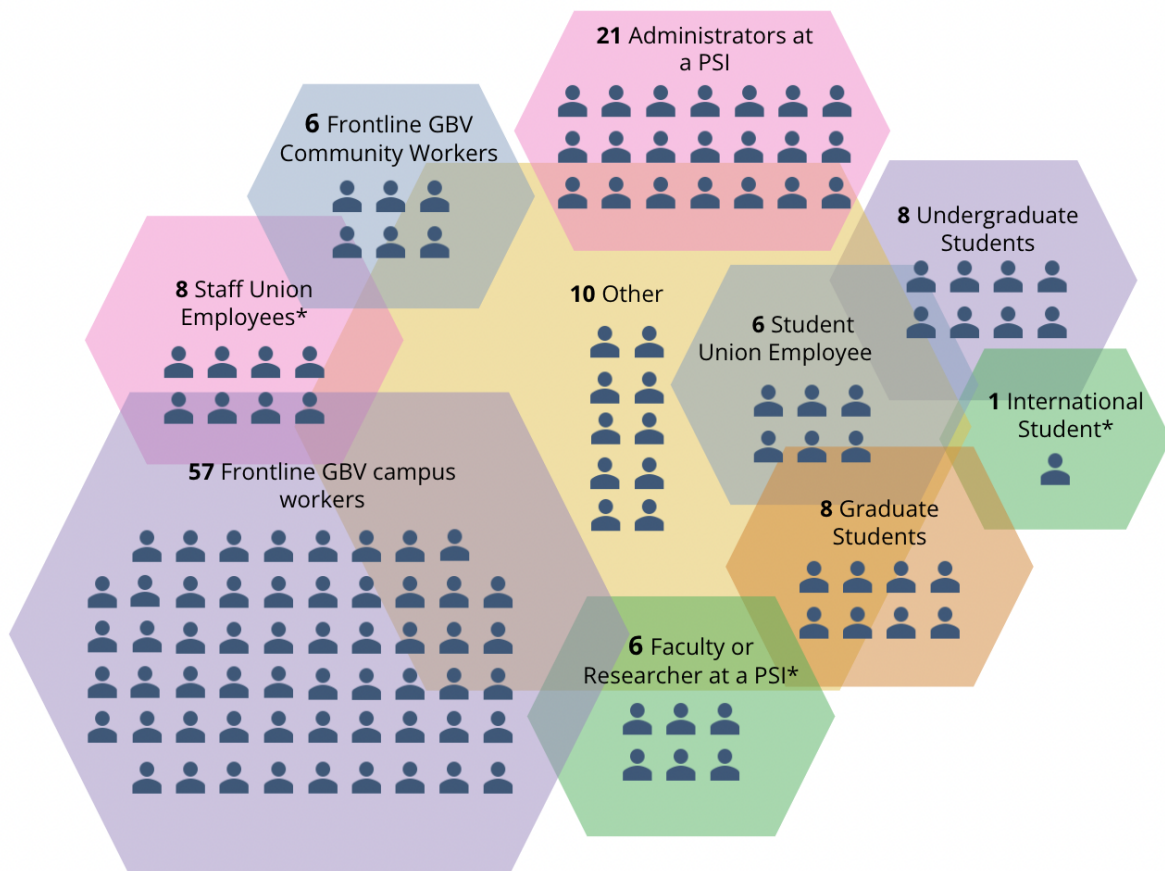 21 Administrators at
a PSI
6 Frontline GBV
Community Workers
8 Undergraduate
Students
8 Staff Union
Employees*
10 Other
6 Student
Union Employee
1 International
Student*
57 Frontline GBV campus
workers
8 Graduate
Students
6 Faculty or
Researcher at a PSI*